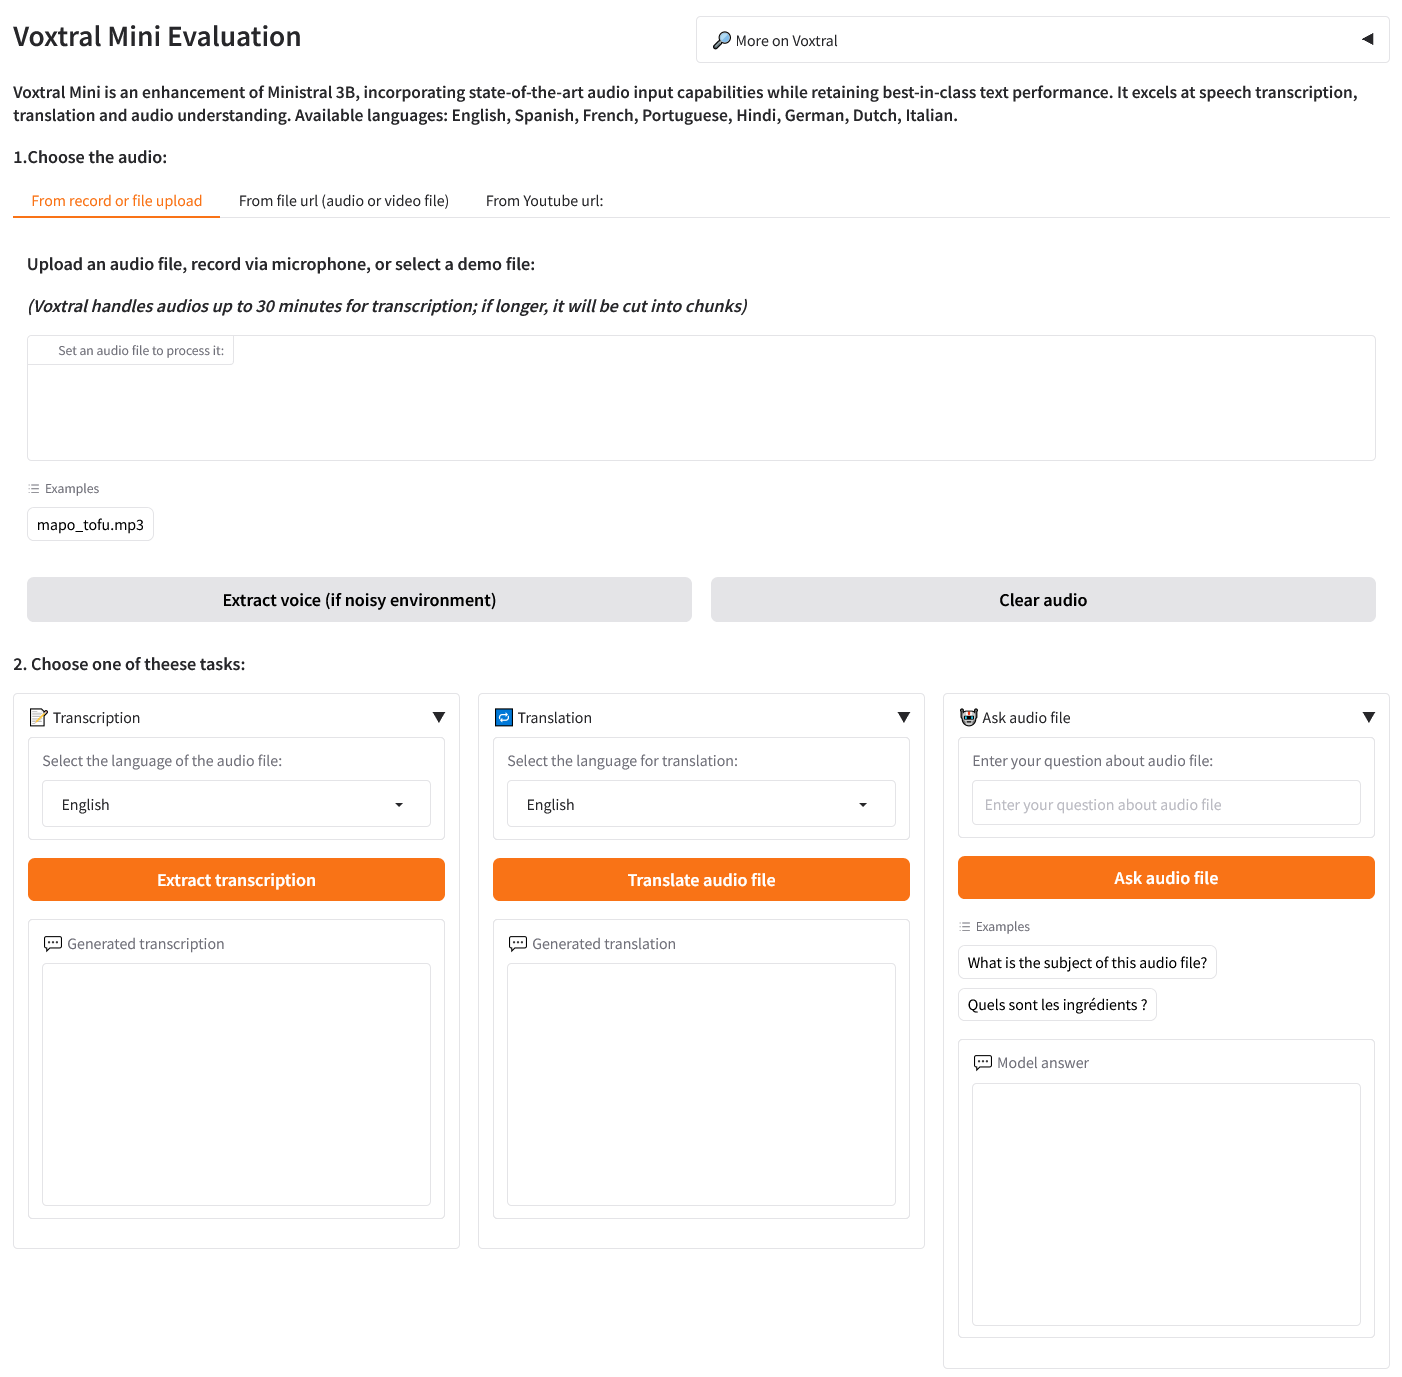 Voxtral Mini Evaluation
More on Voxtral
Voxtral Mini is an enhancement of Ministral 3B, incorporating state-of-the-art audio input capabilities while retaining best-in-class text performance. It excels at speech transcription,
translation and audio understanding. Available languages: English, Spanish, French, Portuguese, Hindi, German, Dutch, Italian.
1.Choose the audio:
From record or file upload
From file url (audio or video file)
From Youtube url:
Upload an audio file, record via microphone, or select a demo file:
(Voxtral handles audios up to 30 minutes for transcription; if longer, it will be cut into chunks)
Set an audio file to process it:
Examples
mapo_tofu.mp3
Extract voice (if noisy environment)
Clear audio
2. Choose one of theese tasks:
Transcription
Select the language of the audio file:
English
Extract transcription
Generated transcription
Translation
Select the language for translation:
English
Translate audio file
Generated translation
Ask audio file
Enter your question about audio file:
Enter your question about audio file
Ask audio file
Examples
What is the subject of this audio file?
Quels sont les ingrédients ?
Model answer